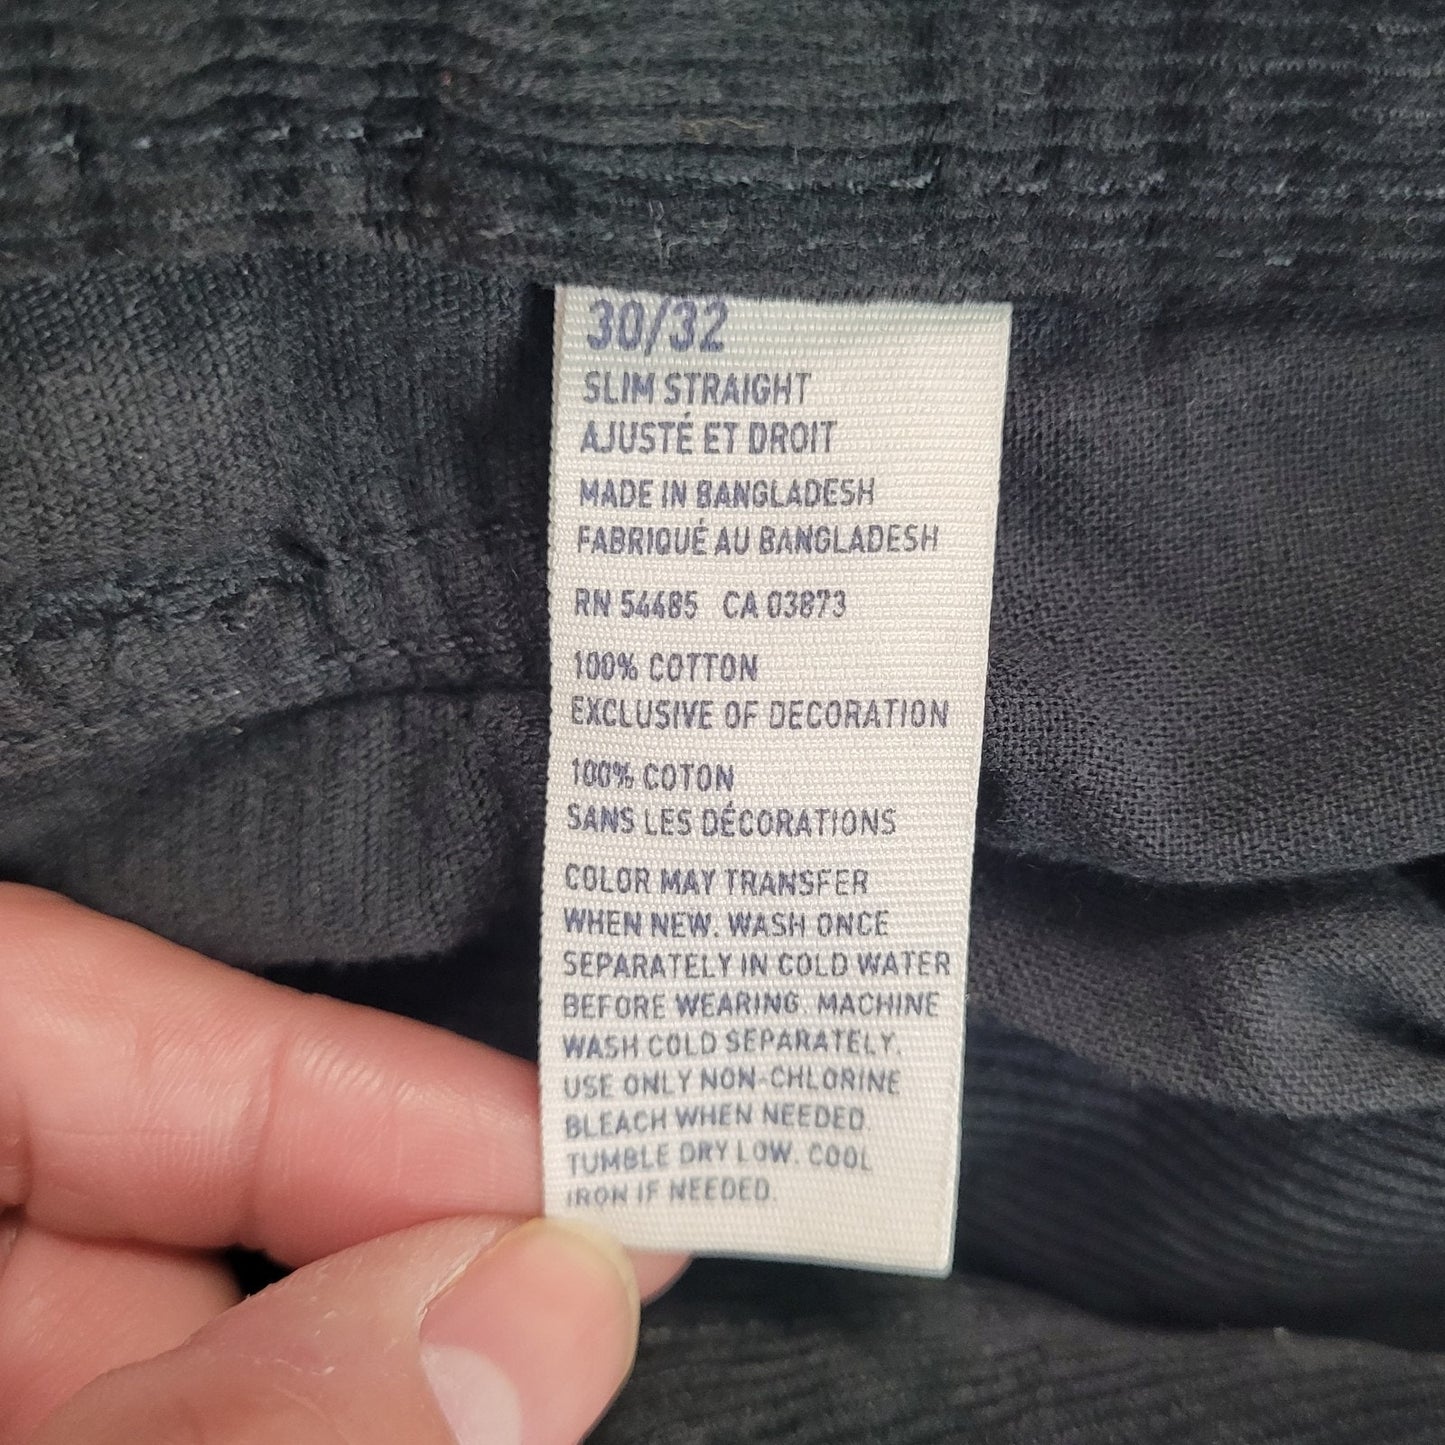 30/32
SLIM STRAIGHT
AJUSTÉ ET DROIT
MADE IN BANGLADESH
FABRIQUÉ AU BANGLADESH
RN 54485 CA 03873
100% COTTON
EXCLUSIVE OF DECORATION
100% COTON
SANS LES DÉCORATIONS
COLOR MAY TRANSFER
WHEN NEW. WASH ONCE
SEPARATELY IN COLD WATER
BEFORE WEARING. MACHINE
WASH COLD SEPARATELY.
USE ONLY NON-CHLORINE
BLEACH WHEN NEEDED.
TUMBLE DRY LOW. COOL
IRON IF NEEDED.